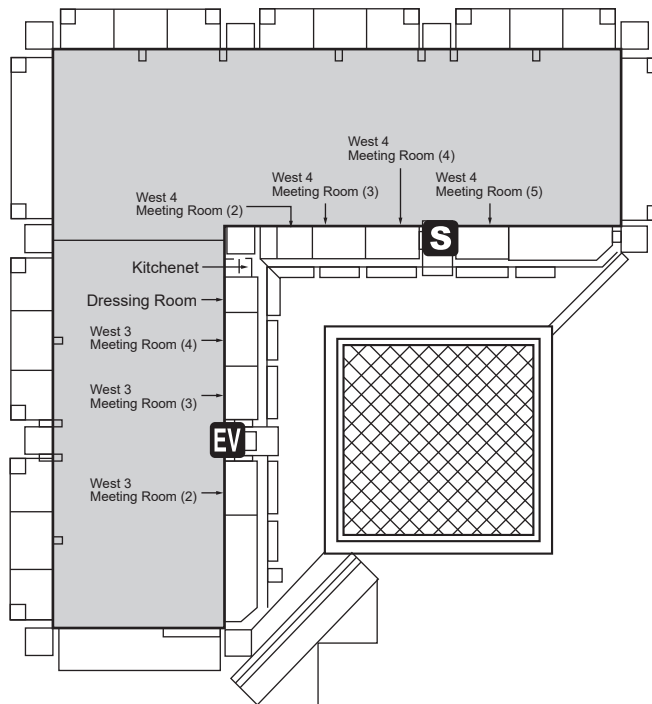 West 4
Meeting Room (4)
West 4
Meeting Room (3)
West 4
Meeting Room (5)
West 4
Meeting Room (2)
S
Kitchenet
Dressing Room
West 3
Meeting Room (4)
West 3
Meeting Room (3)
EV
West 3
Meeting Room (2)